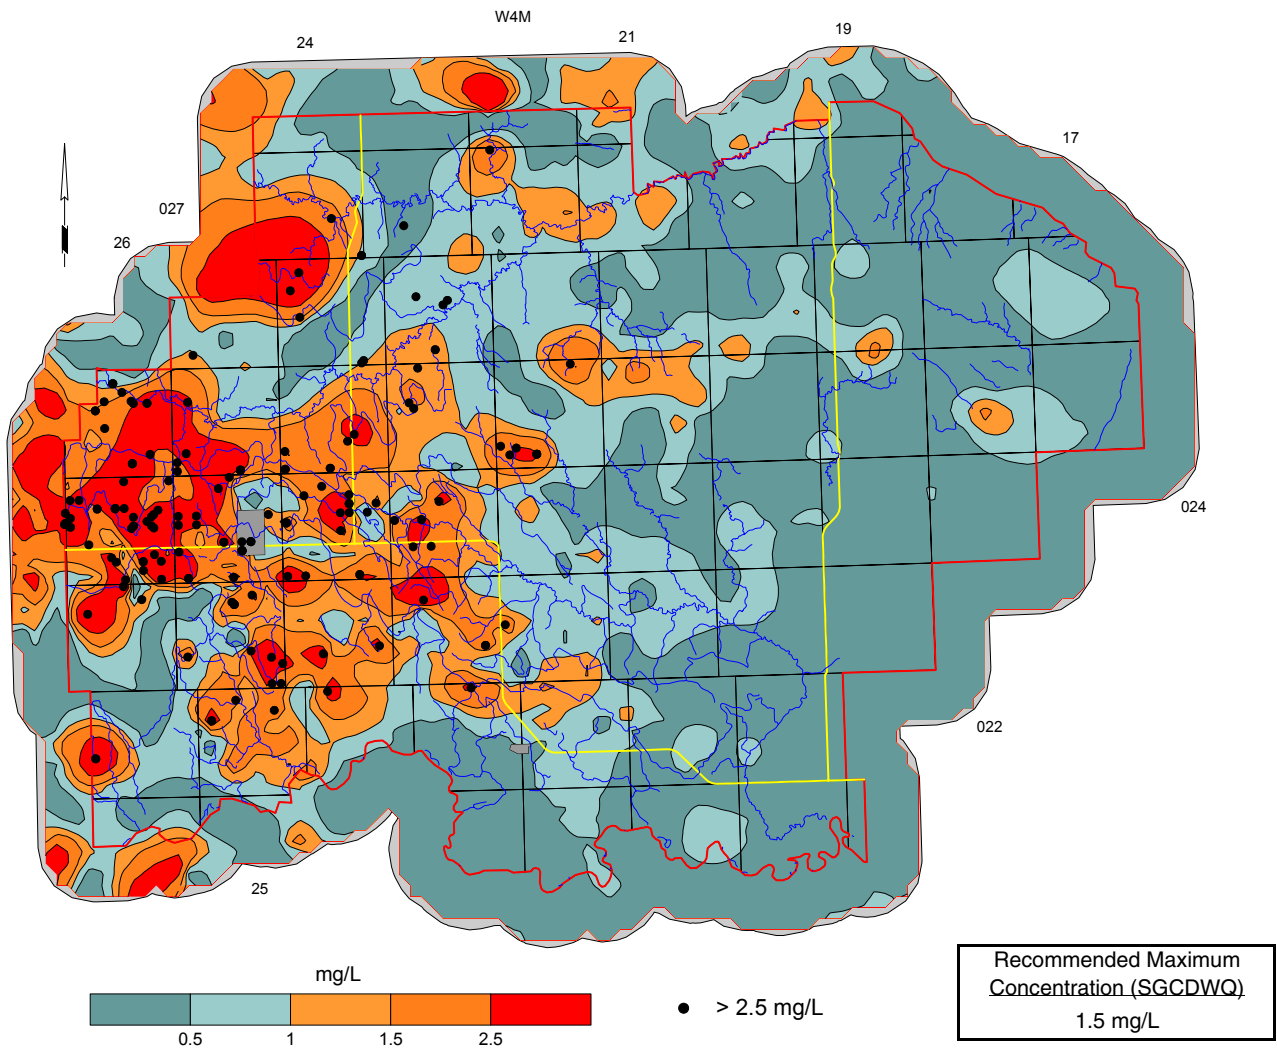 W4M
24
21
19
17
027
26
024
022
25
mg/L
0.5 1 1.5 2.5
> 2.5 mg/L
Recommended Maximum
Concentration (SGCDWQ)
1.5 mg/L